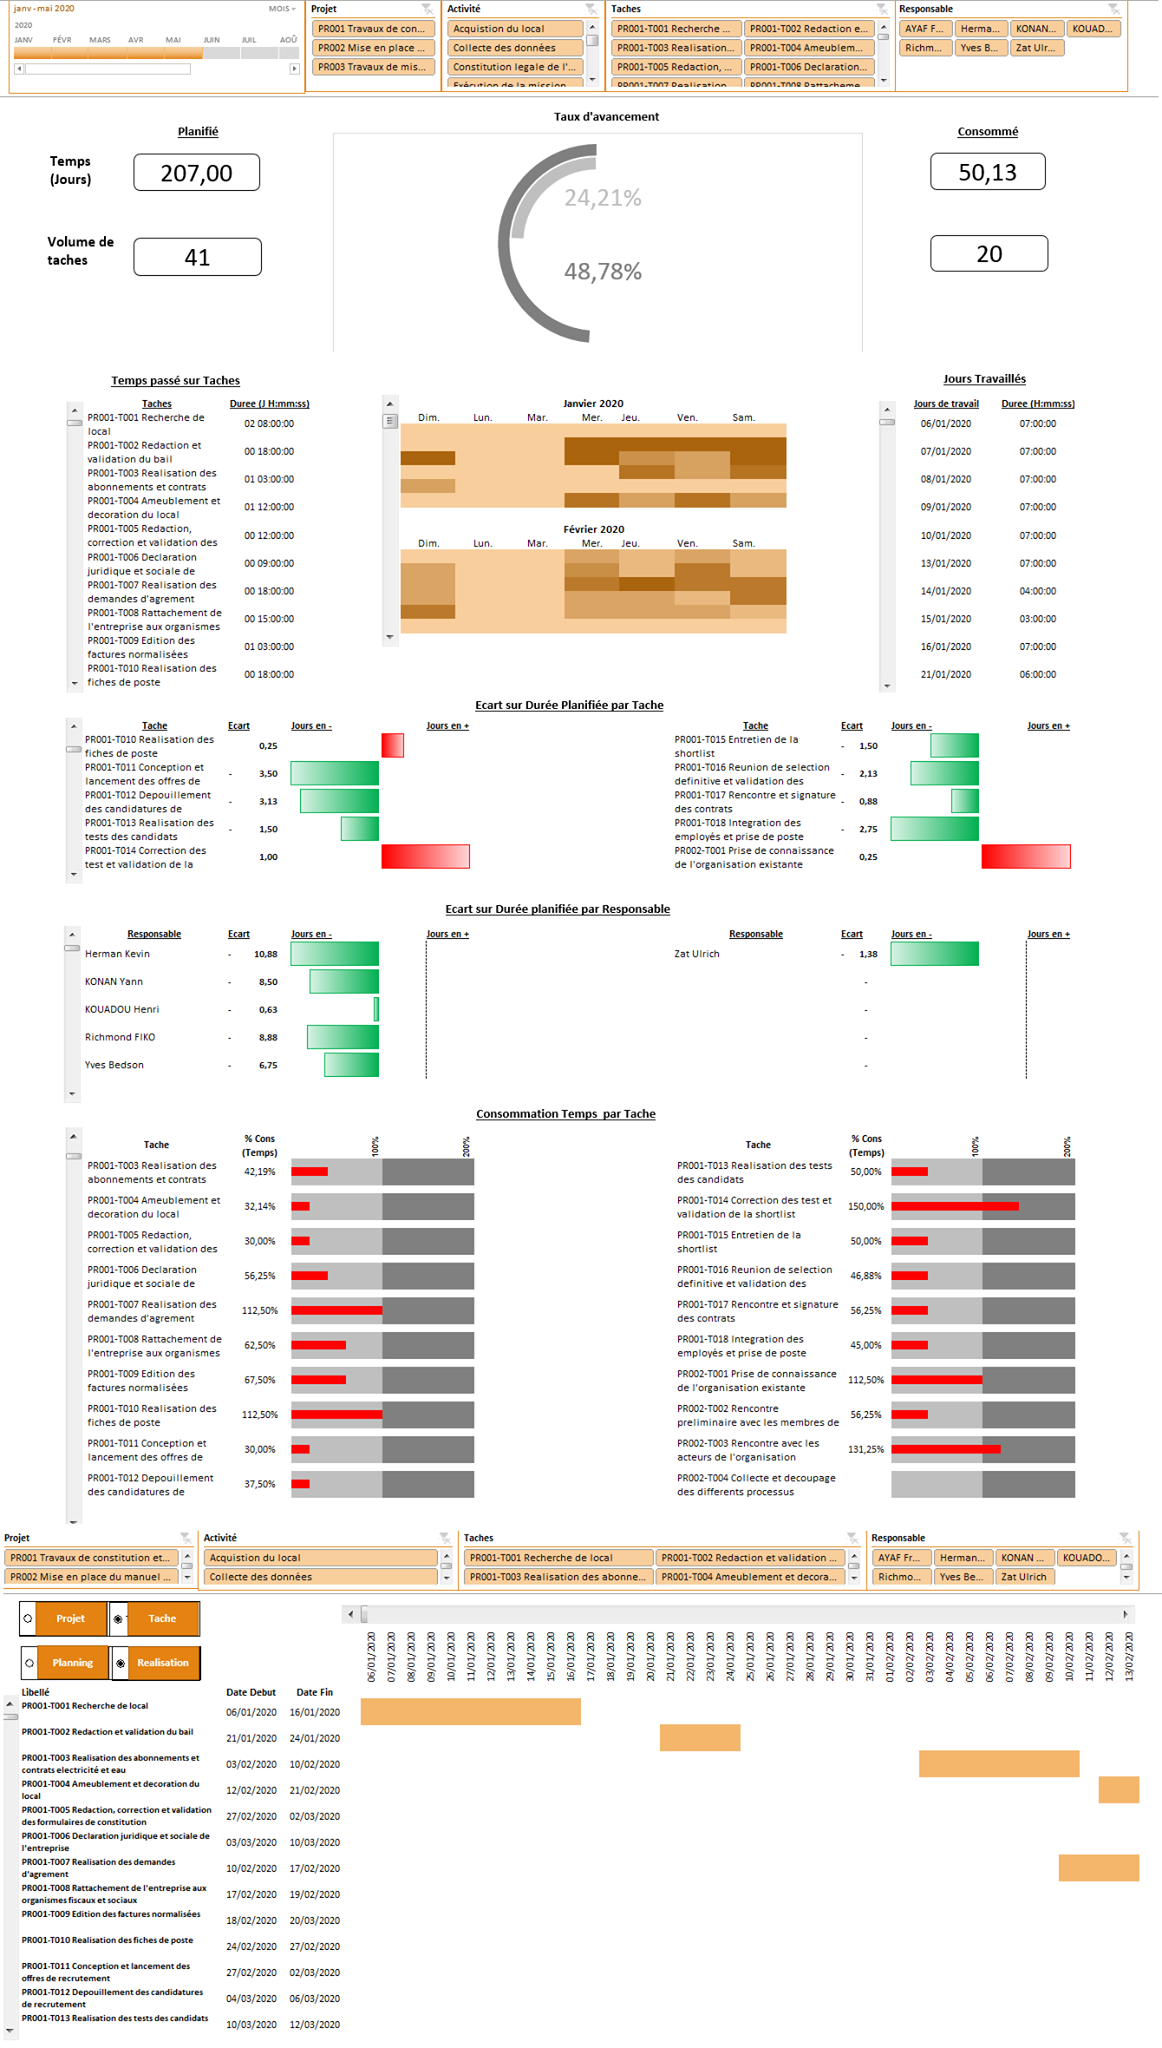 janv - mai 2020
MOIS
2020
JANV FÉVR MARS AVR MAI JUIN JUIL AOÛ
Projet
PR001 Travaux de con...
PR002 Mise en place ...
PR003 Travaux de mis...
Activité
Acquistion du local
Collecte des données
Constitution legale de l'...
Exécution de la mission
Taches
PR001-T001 Recherche ... PR001-T002 Redaction e...
PR001-T003 Realisation... PR001-T004 Ameublem...
PR001-T005 Redaction, ... PR001-T006 Declaration...
PR001-T007 Realisation PR001-T008 Rattacheme
Responsable
AYAF F... Herma... KONAN... KOUAD...
Richm... Yves B... Zat Ulr...
Planifié
Taux d'avancement
Consommé
Temps (Jours)
207,00
24,21%
50,13
Volume de taches
41
48,78%
20
Temps passé sur Taches
Taches Duree (J H:mm:ss)
PR001-T001 Recherche de local 02 08:00:00
PR001-T002 Redaction et validation du bail 00 18:00:00
PR001-T003 Realisation des abonnements et contrats 01 03:00:00
PR001-T004 Ameublement et decoration du local 01 12:00:00
PR001-T005 Redaction, correction et validation des 00 12:00:00
PR001-T006 Declaration juridique et sociale de 00 09:00:00
PR001-T007 Realisation des demandes d'agrement 00 18:00:00
PR001-T008 Rattachement de l'entreprise aux organismes 00 15:00:00
PR001-T009 Edition des factures normalisées 01 03:00:00
PR001-T010 Realisation des fiches de poste 00 18:00:00
Janvier 2020
Dim. Lun. Mar. Mer. Jeu. Ven. Sam.
Février 2020
Dim. Lun. Mar. Mer. Jeu. Ven. Sam.
Jours Travaillés
Jours de travail Duree (H:mm:ss)
06/01/2020 07:00:00
07/01/2020 07:00:00
08/01/2020 07:00:00
09/01/2020 07:00:00
10/01/2020 07:00:00
13/01/2020 07:00:00
14/01/2020 04:00:00
15/01/2020 03:00:00
16/01/2020 07:00:00
21/01/2020 06:00:00
Ecart sur Durée Planifiée par Tache
Tache Ecart Jours en - Jours en +
PR001-T010 Realisation des fiches de poste 0,25
PR001-T011 Conception et lancement des offres de - 3,50
PR001-T012 Depouillement des candidatures de - 3,13
PR001-T013 Realisation des tests des candidats - 1,50
PR001-T014 Correction des test et validation de la 1,00
Tache Ecart Jours en - Jours en +
PR001-T015 Entretien de la shortlist - 1,50
PR001-T016 Reunion de selection definitive et validation des - 2,13
PR001-T017 Rencontre et signature des contrats - 0,88
PR001-T018 Integration des employés et prise de poste - 2,75
PR002-T001 Prise de connaissance de l'organisation existante 0,25
Ecart sur Durée planifiée par Responsable
Responsable Ecart Jours en - Jours en +
Herman Kevin - 10,88
KONAN Yann - 8,50
KOUADOU Henri - 0,63
Richmond FIKO - 8,88
Yves Bedson - 6,75
Responsable Ecart Jours en - Jours en +
Zat Ulrich - 1,38
-
-
-
-
Consommation Temps par Tache
Tache % Cons (Temps) 100% 200%
PR001-T003 Realisation des abonnements et contrats 42,19%
PR001-T004 Ameublement et decoration du local 32,14%
PR001-T005 Redaction, correction et validation des 30,00%
PR001-T006 Declaration juridique et sociale de 56,25%
PR001-T007 Realisation des demandes d'agrement 112,50%
PR001-T008 Rattachement de l'entreprise aux organismes 62,50%
PR001-T009 Edition des factures normalisées 67,50%
PR001-T010 Realisation des fiches de poste 112,50%
PR001-T011 Conception et lancement des offres de 30,00%
PR001-T012 Depouillement des candidatures de 37,50%
Tache % Cons (Temps) 100% 200%
PR001-T013 Realisation des tests des candidats 50,00%
PR001-T014 Correction des test et validation de la shortlist 150,00%
PR001-T015 Entretien de la shortlist 50,00%
PR001-T016 Reunion de selection definitive et validation des 46,88%
PR001-T017 Rencontre et signature des contrats 56,25%
PR001-T018 Integration des employés et prise de poste 45,00%
PR002-T001 Prise de connaissance de l'organisation existante 112,50%
PR002-T002 Rencontre preliminaire avec les membres de 56,25%
PR002-T003 Rencontre avec les acteurs de l'organisation 131,25%
PR002-T004 Collecte et decoupage des differents processus
Projet
PR001 Travaux de constitution et...
PR002 Mise en place du manuel ...
Activité
Acquistion du local
Collecte des données
Taches
PR001-T001 Recherche de local PR001-T002 Redaction et validation ...
PR001-T003 Realisation des abonne... PR001-T004 Ameublement et decora...
Responsable
AYAF Fr... Herman... KONAN ... KOUADO...
Richmo... Yves Be... Zat Ulrich
Projet Tache
Planning Realisation
06/01/2020 07/01/2020 08/01/2020 09/01/2020 10/01/2020 11/01/2020 12/01/2020 13/01/2020 14/01/2020 15/01/2020 16/01/2020 17/01/2020 18/01/2020 19/01/2020 20/01/2020 21/01/2020 22/01/2020 23/01/2020 24/01/2020 25/01/2020 26/01/2020 27/01/2020 28/01/2020 29/01/2020 30/01/2020 31/01/2020 01/02/2020 02/02/2020 03/02/2020 04/02/2020 05/02/2020 06/02/2020 07/02/2020 08/02/2020 09/02/2020 10/02/2020 11/02/2020 12/02/2020 13/02/2020
Libellé Date Debut Date Fin
PR001-T001 Recherche de local 06/01/2020 16/01/2020
PR001-T002 Redaction et validation du bail 21/01/2020 24/01/2020
PR001-T003 Realisation des abonnements et contrats electricité et eau 03/02/2020 10/02/2020
PR001-T004 Ameublement et decoration du local 12/02/2020 21/02/2020
PR001-T005 Redaction, correction et validation des formulaires de constitution 27/02/2020 02/03/2020
PR001-T006 Declaration juridique et sociale de l'entreprise 03/03/2020 10/03/2020
PR001-T007 Realisation des demandes d'agrement 10/02/2020 17/02/2020
PR001-T008 Rattachement de l'entreprise aux organismes fiscaux et sociaux 17/02/2020 19/02/2020
PR001-T009 Edition des factures normalisées 18/02/2020 20/03/2020
PR001-T010 Realisation des fiches de poste 24/02/2020 27/02/2020
PR001-T011 Conception et lancement des offres de recrutement 27/02/2020 02/03/2020
PR001-T012 Depouillement des candidatures de recrutement 04/03/2020 06/03/2020
PR001-T013 Realisation des tests des candidats 10/03/2020 12/03/2020